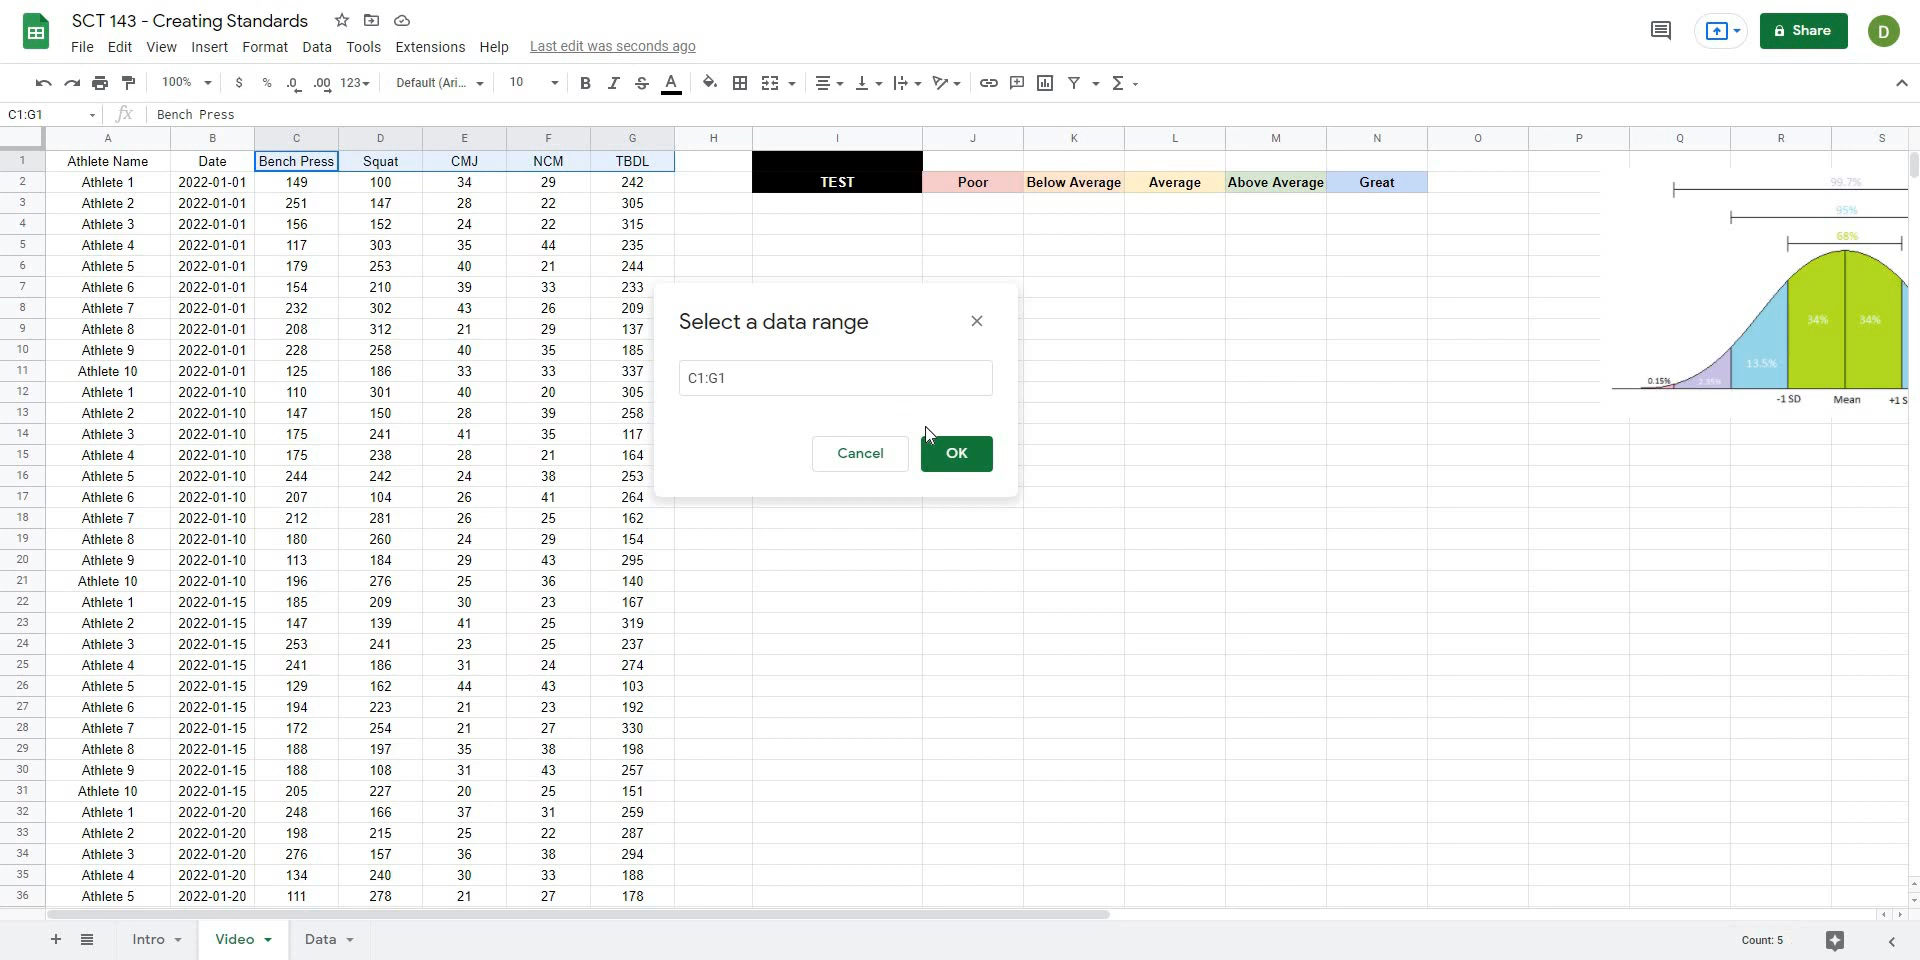 SCT 143 - Creating Standards
File Edit View Insert Format Data Tools Extensions Help Last edit was seconds ago
Share
D
100% $ % .0 .00 123 Default (Ari... 10 B I S A
C1:G1 fx Bench Press
A B C D E F G H I J K L M N O P Q R S
1 Athlete Name Date Bench Press Squat CMJ NCM TBDL
2 Athlete 1 2022-01-01 149 100 34 29 242 TEST Poor Below Average Average Above Average Great
3 Athlete 2 2022-01-01 251 147 28 22 305
4 Athlete 3 2022-01-01 156 152 24 22 315
5 Athlete 4 2022-01-01 117 303 35 44 235
6 Athlete 5 2022-01-01 179 253 40 21 244
7 Athlete 6 2022-01-01 154 210 39 33 233
8 Athlete 7 2022-01-01 232 302 43 26 209
9 Athlete 8 2022-01-01 208 312 21 29 137
10 Athlete 9 2022-01-01 228 258 40 35 185
11 Athlete 10 2022-01-01 125 186 33 33 337
12 Athlete 1 2022-01-10 110 301 40 20 305
13 Athlete 2 2022-01-10 147 150 28 39 258
14 Athlete 3 2022-01-10 175 241 41 35 117
15 Athlete 4 2022-01-10 175 238 28 21 164
16 Athlete 5 2022-01-10 244 242 24 38 253
17 Athlete 6 2022-01-10 207 104 26 41 264
18 Athlete 7 2022-01-10 212 281 26 25 162
19 Athlete 8 2022-01-10 180 260 24 29 154
20 Athlete 9 2022-01-10 113 184 29 43 295
21 Athlete 10 2022-01-10 196 276 25 36 140
22 Athlete 1 2022-01-15 185 209 30 23 167
23 Athlete 2 2022-01-15 147 139 41 25 319
24 Athlete 3 2022-01-15 253 241 23 25 237
25 Athlete 4 2022-01-15 241 186 31 24 274
26 Athlete 5 2022-01-15 129 162 44 43 103
27 Athlete 6 2022-01-15 194 223 21 23 192
28 Athlete 7 2022-01-15 172 254 21 27 330
29 Athlete 8 2022-01-15 188 197 35 38 198
30 Athlete 9 2022-01-15 188 108 31 43 257
31 Athlete 10 2022-01-15 205 227 20 25 151
32 Athlete 1 2022-01-20 248 166 37 31 259
33 Athlete 2 2022-01-20 198 215 25 22 287
34 Athlete 3 2022-01-20 276 157 36 38 294
35 Athlete 4 2022-01-20 134 240 30 33 188
36 Athlete 5 2022-01-20 111 278 21 27 178
Select a data range
C1:G1
Cancel OK
99.7%
95%
68%
34% 34%
13.5%
0.15% 2.35%
-1 SD Mean +1 S
Intro Video Data Count: 5